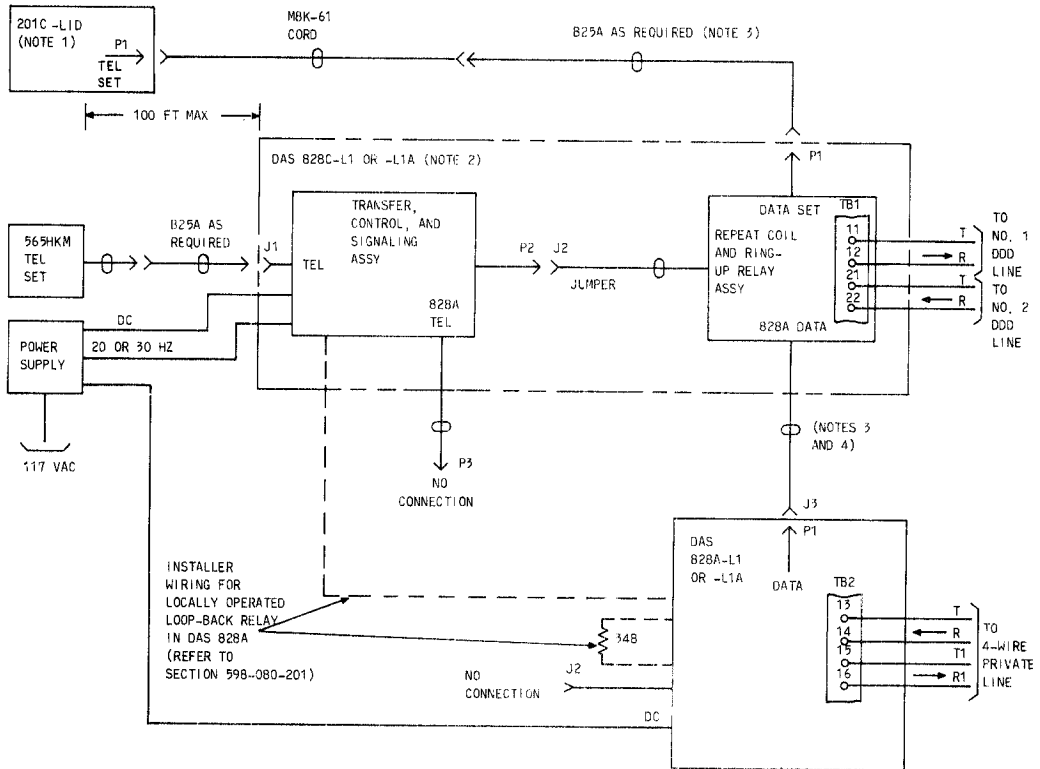 201C-L1D
(NOTE 1)
P1
TEL
SET
M8K-61
CORD
B25A AS REQUIRED (NOTE 3)
100 FT MAX
P1
DAS 828C-L1 OR -L1A (NOTE 2)
565HKM
TEL
SET
B25A AS
REQUIRED
J1
TEL
TRANSFER,
CONTROL, AND
SIGNALING
ASSY
828A
TEL
P2
J2
JUMPER
DATA SET
TB1
REPEAT COIL
AND RING-
UP RELAY
ASSY
11
12
21
22
828A DATA
T
R
T
R
TO
NO. 1
DDD
LINE
TO
NO. 2
DDD
LINE
POWER
SUPPLY
DC
20 OR 30 HZ
117 VAC
P3
NO
CONNECTION
(NOTES 3
AND 4)
J3
P1
DAS
828A-L1
OR -L1A
DATA
TB2
13
14
15
16
T
R
T1
R1
TO
4-WIRE
PRIVATE
LINE
INSTALLER
WIRING FOR
LOCALLY OPERATED
LOOP-BACK RELAY
IN DAS 828A
(REFER TO
SECTION 598-080-201)
34B
NO
CONNECTION
J2
DC